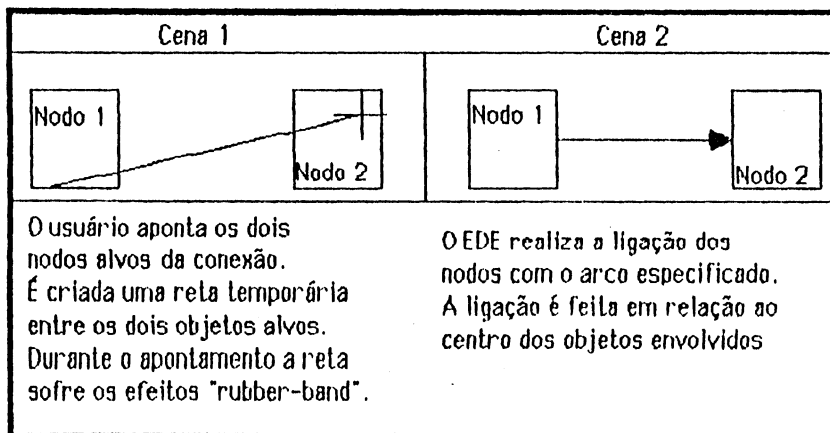 Cena 1
Nodo 1
Nodo 2
O usuário aponta os dois
nodos alvos da conexão.
É criada uma reta temporária
entre os dois objetos alvos.
Durante o apontamento a reta
sofre os efeitos "rubber-band".
Cena 2
Nodo 1
Nodo 2
O EDE realiza a ligação dos
nodos com o arco especificado.
A ligação é feita em relação ao
centro dos objetos envolvidos